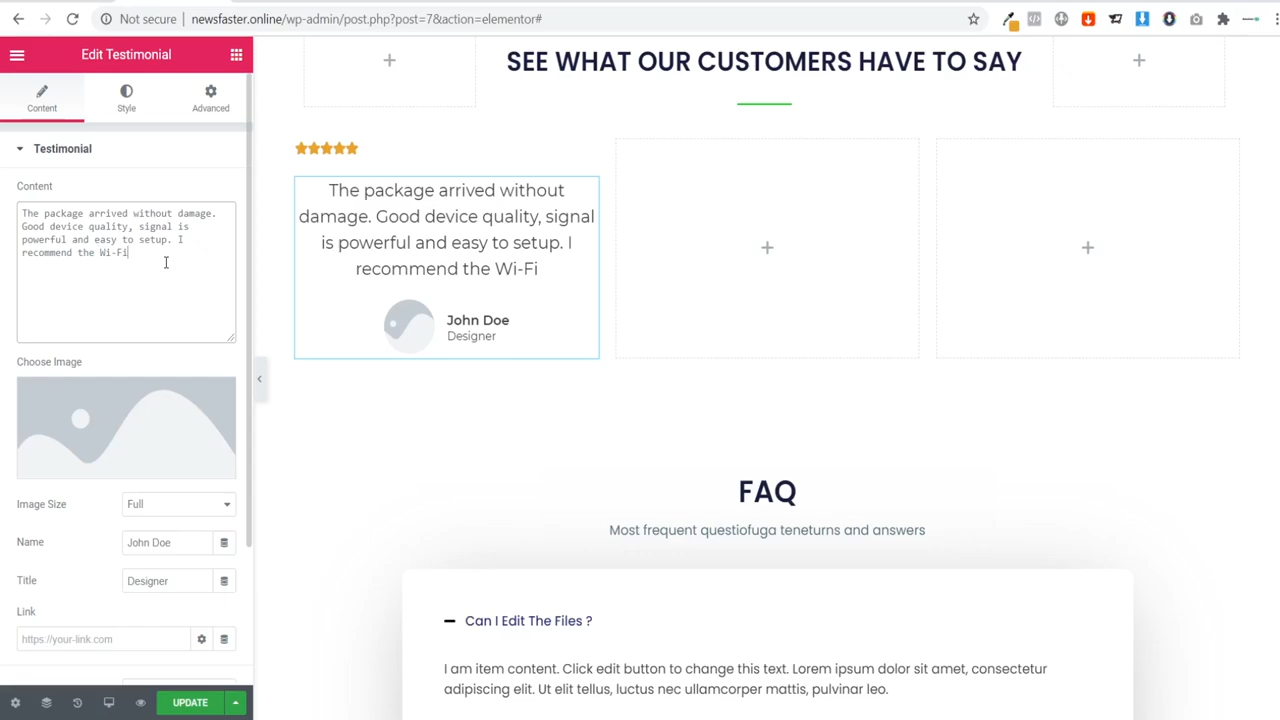 Not secure | newsfaster.online/wp-admin/post.php?post=7&action=elementor#
Edit Testimonial
Content
Style
Advanced
Testimonial
Content
The package arrived without damage.
Good device quality, signal is
powerful and easy to setup. I
recommend the Wi-Fi
Choose Image
Image Size
Full
Name
John Doe
Title
Designer
Link
https://your-link.com
UPDATE
SEE WHAT OUR CUSTOMERS HAVE TO SAY
The package arrived without
damage. Good device quality, signal
is powerful and easy to setup. I
recommend the Wi-Fi
John Doe
Designer
FAQ
Most frequent questiofuga teneturns and answers
Can I Edit The Files ?
I am item content. Click edit button to change this text. Lorem ipsum dolor sit amet, consectetur
adipiscing elit. Ut elit tellus, luctus nec ullamcorper mattis, pulvinar leo.